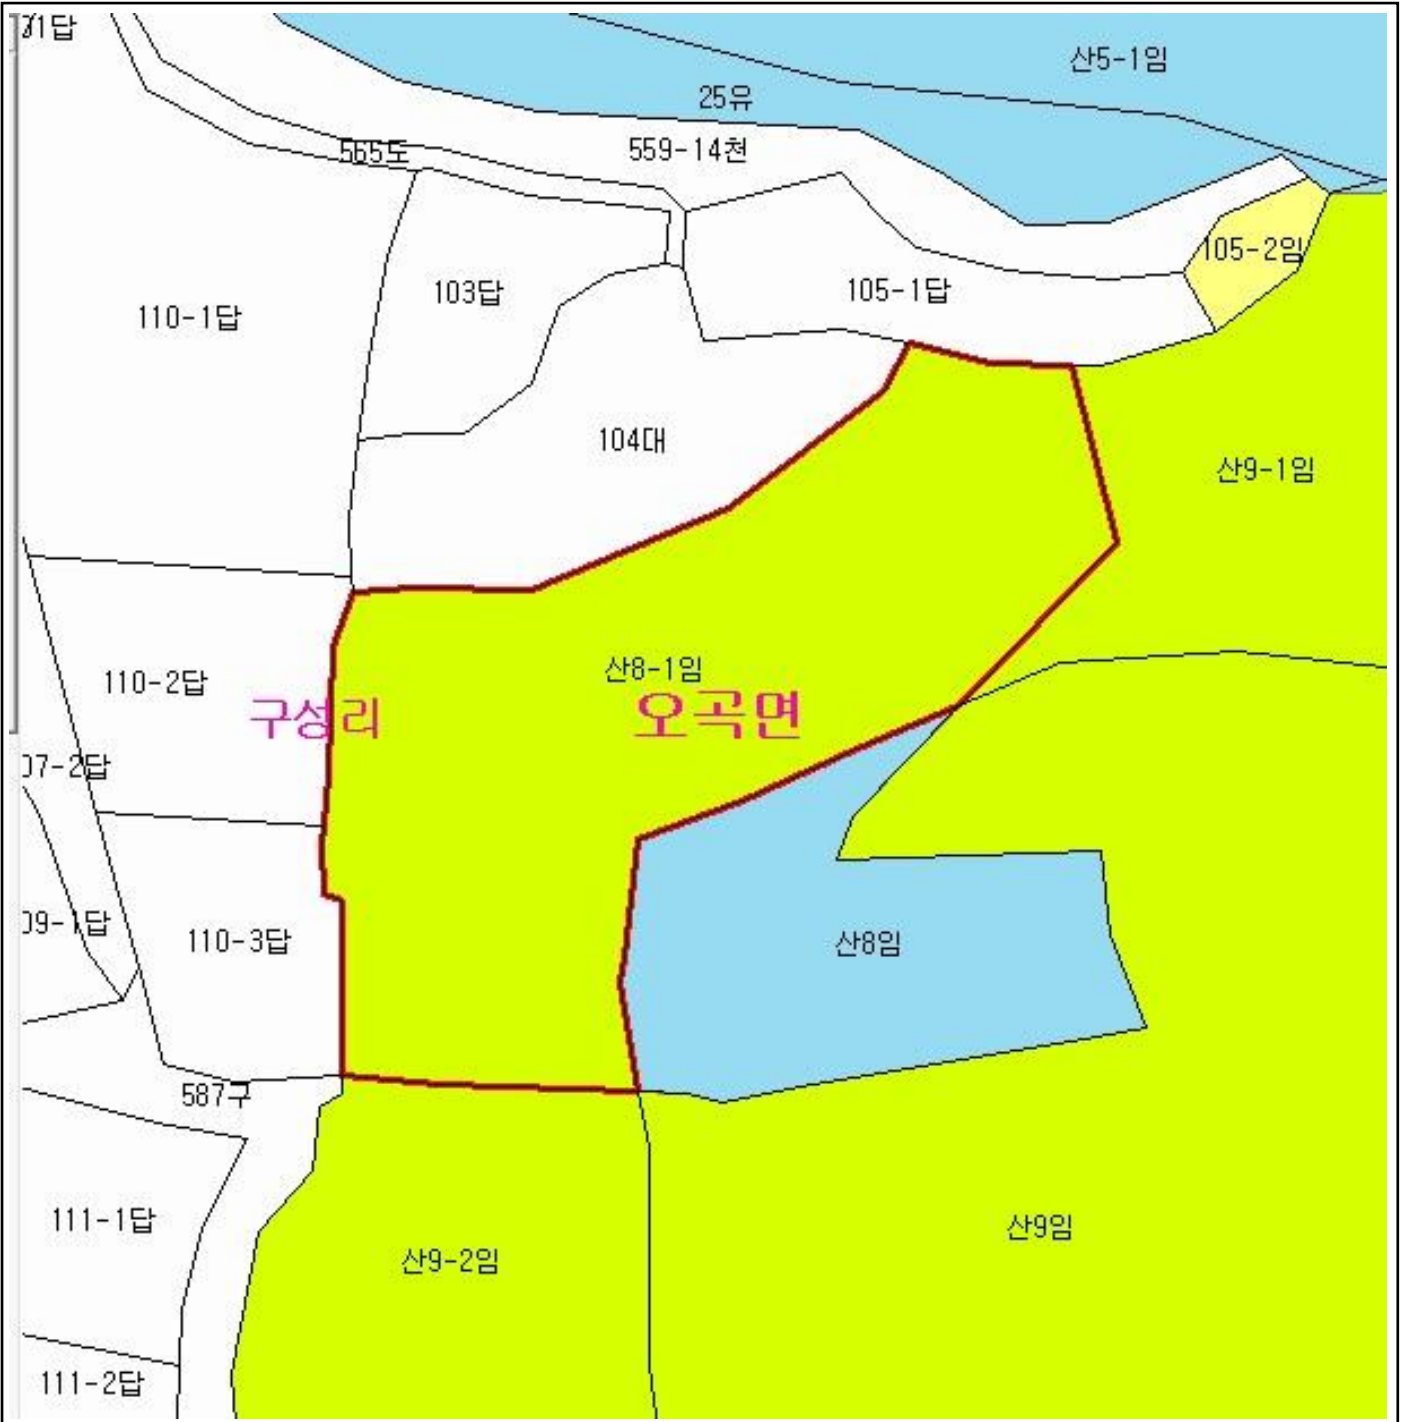 산5-1임
25유
565도
559-14천
105-2임
103답
105-1답
110-1답
104대
산9-1임
산8-1임
110-2답
구성리
오곡면
07-2답
09-1답
110-3답
산8임
587구
111-1답
산9임
산9-2임
111-2답